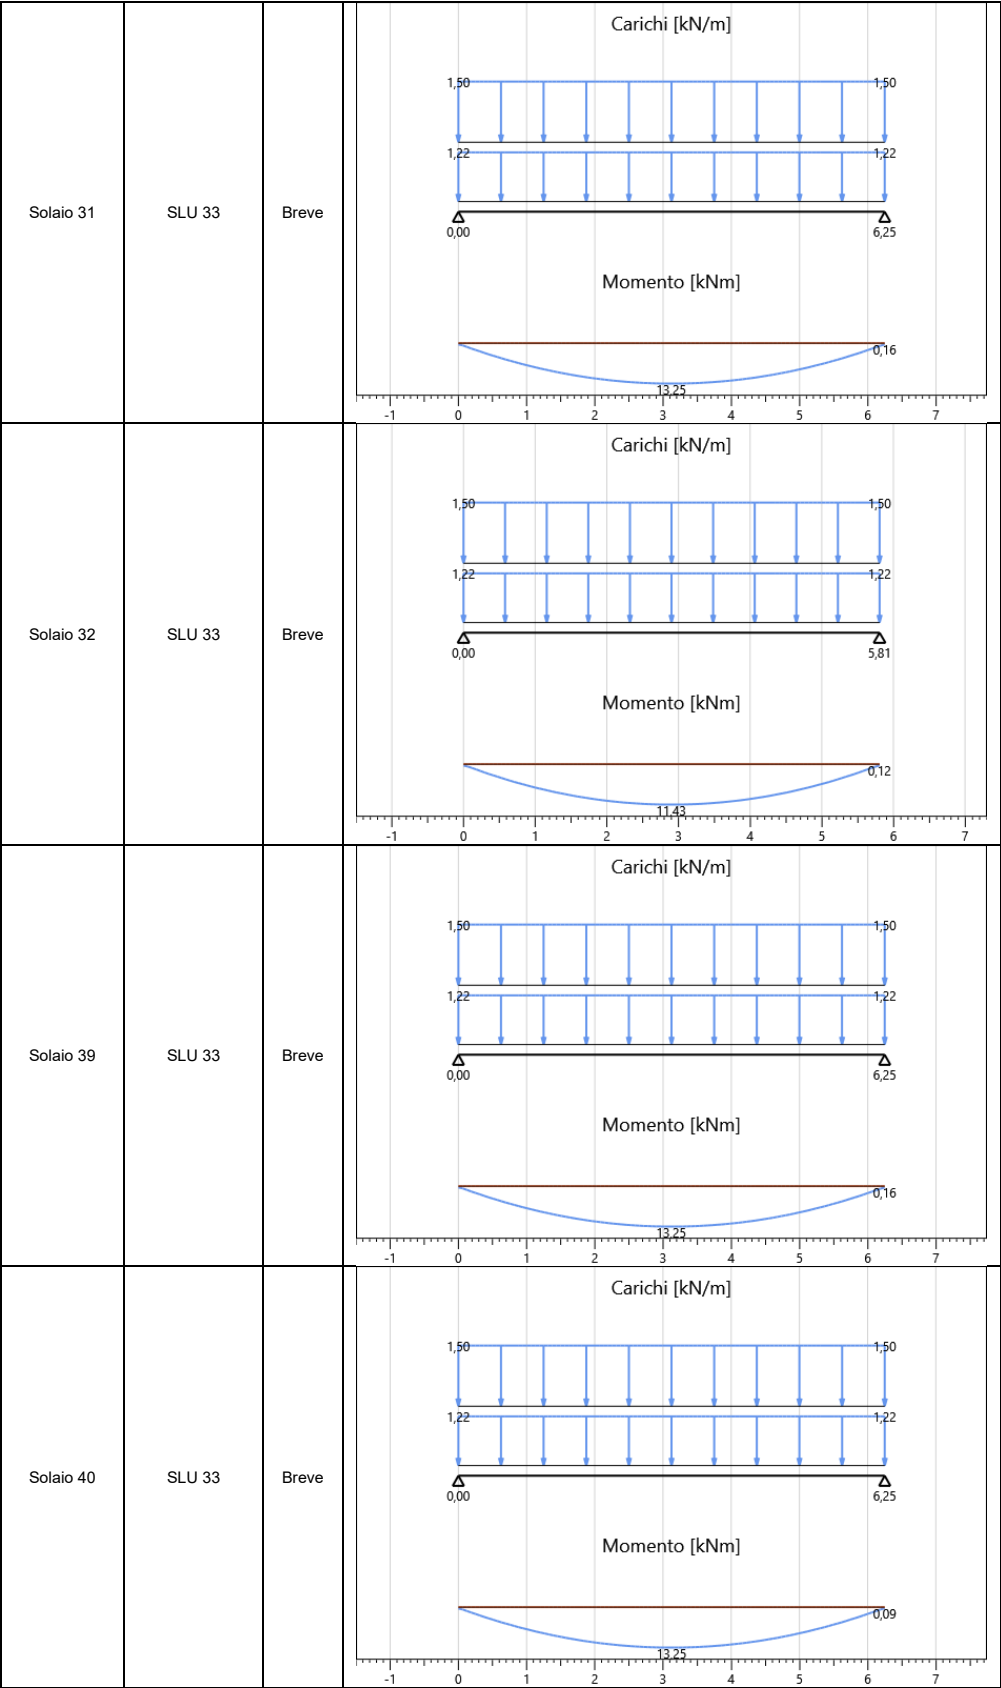 Carichi [kN/m]
1,50 1,50
1,22 1,22
Solaio 31 SLU 33 Breve
0,00 6,25
Momento [kNm]
0,16
13,25
-1 0 1 2 3 4 5 6 7
Carichi [kN/m]
1,50 1,50
1,22 1,22
Solaio 32 SLU 33 Breve
0,00 5,81
Momento [kNm]
0,12
11,43
-1 0 1 2 3 4 5 6 7
Carichi [kN/m]
1,50 1,50
1,22 1,22
Solaio 39 SLU 33 Breve
0,00 6,25
Momento [kNm]
0,16
13,25
-1 0 1 2 3 4 5 6 7
Carichi [kN/m]
1,50 1,50
1,22 1,22
Solaio 40 SLU 33 Breve
0,00 6,25
Momento [kNm]
0,09
13,25
-1 0 1 2 3 4 5 6 7